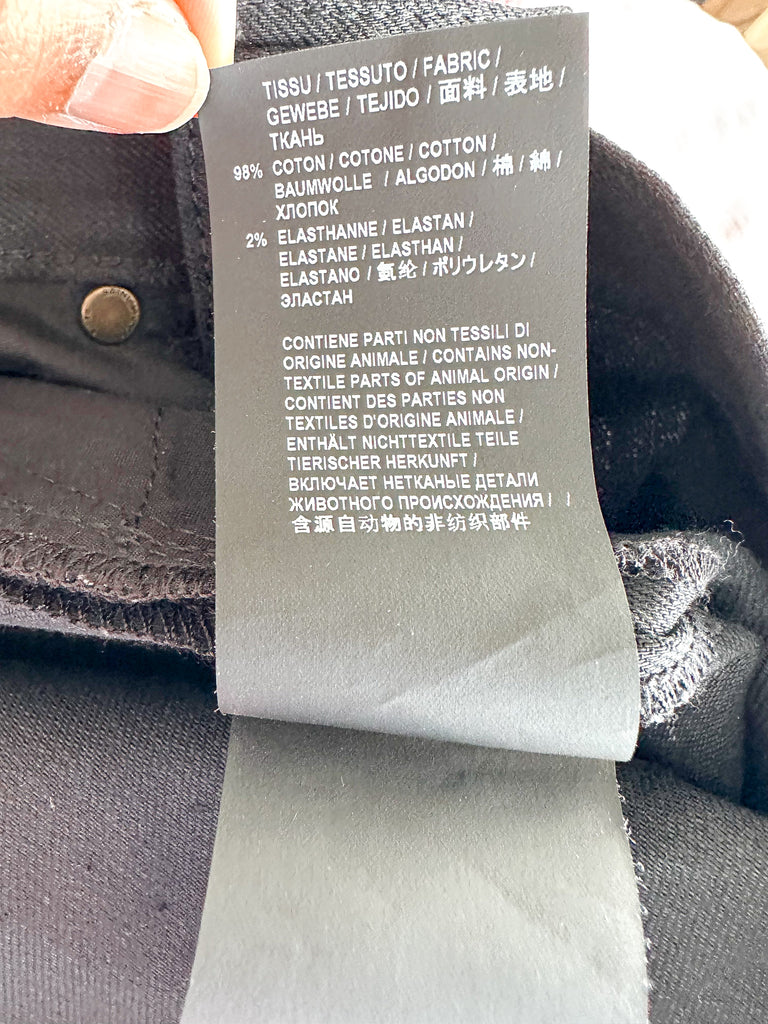 TISSU / TESSUTO / FABRIC /
GEWEBE / TEJIDO / 面料 / 表地 /
ТКАНЬ
98% COTON / COTONE / COTTON /
BAUMWOLLE / ALGODON / 棉 / 綿 /
ХЛОПОК
2% ELASTHANNE / ELASTAN /
ELASTANE / ELASTHAN /
ELASTANO / 氨纶 / ポリウレタン /
ЭЛАСТАН
CONTIENE PARTI NON TESSILI DI
ORIGINE ANIMALE / CONTAINS NON-
TEXTILE PARTS OF ANIMAL ORIGIN /
CONTIENT DES PARTIES NON
TEXTILES D'ORIGINE ANIMALE /
ENTHÄLT NICHTTEXTILE TEILE
TIERISCHER HERKUNFT /
ВКЛЮЧАЕТ НЕТКАНЫЕ ДЕТАЛИ
ЖИВОТНОГО ПРОИСХОЖДЕНИЯ / /
含源自动物的非纺织部件